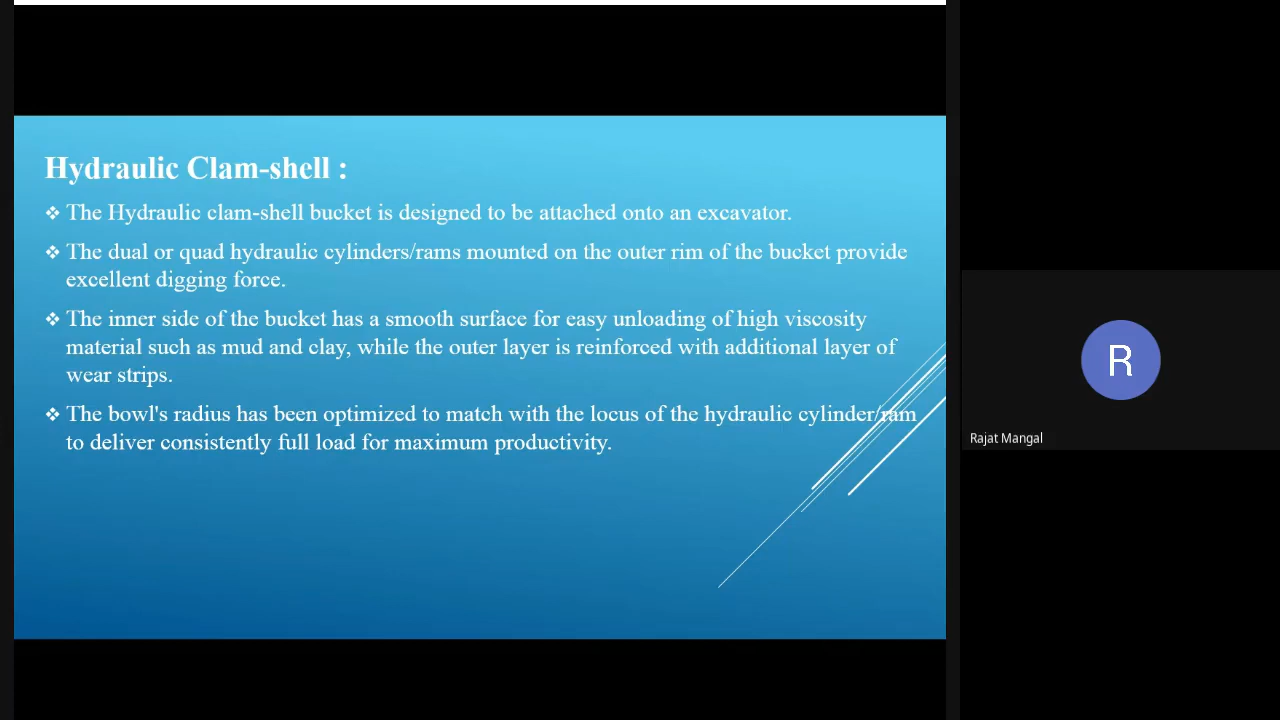 Hydraulic Clam-shell :
❖ The Hydraulic clam-shell bucket is designed to be attached onto an excavator.
❖ The dual or quad hydraulic cylinders/rams mounted on the outer rim of the bucket provide
excellent digging force.
❖ The inner side of the bucket has a smooth surface for easy unloading of high viscosity
material such as mud and clay, while the outer layer is reinforced with additional layer of
wear strips.
❖ The bowl's radius has been optimized to match with the locus of the hydraulic cylinder/ram
to deliver consistently full load for maximum productivity.
R
Rajat Mangal